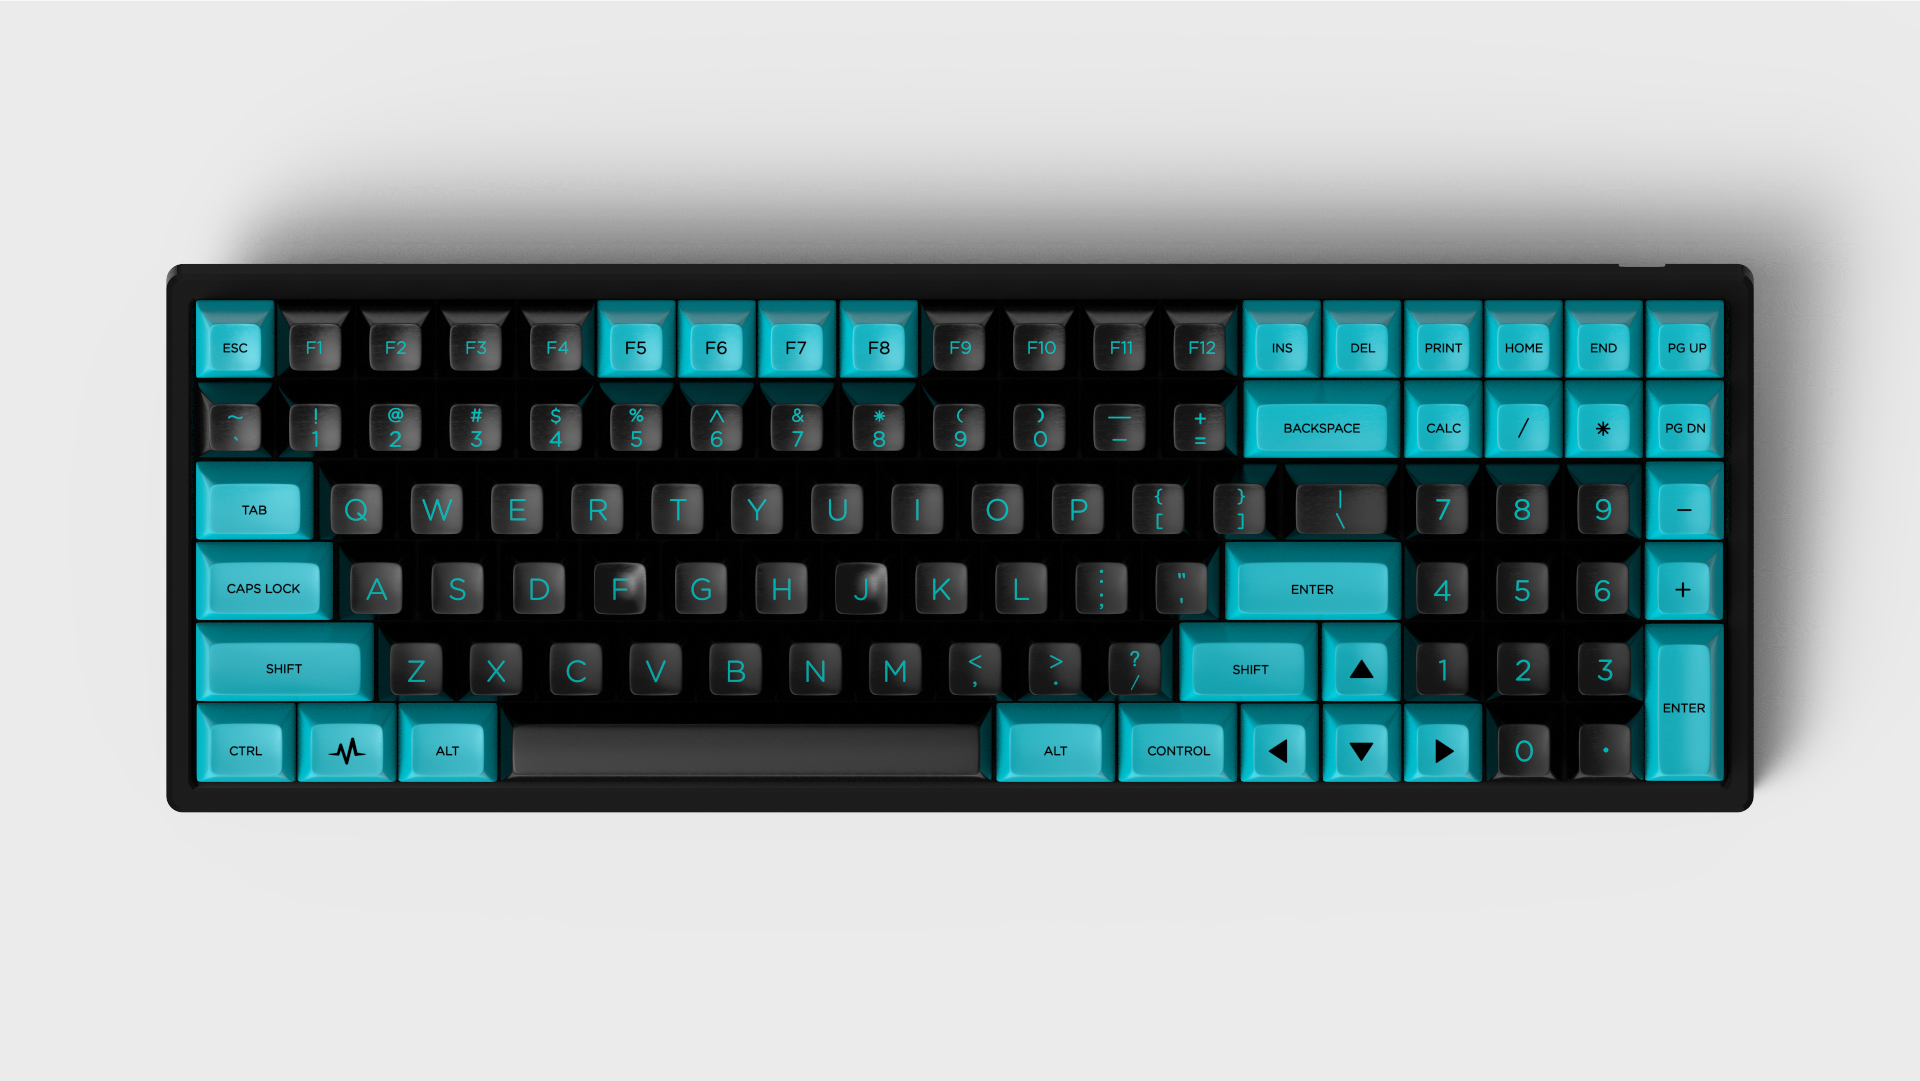 ESC F1 F2 F3 F4 F5 F6 F7 F8 F9 F10 F11 F12 INS DEL PRINT HOME END PG UP
~ ! @ # $ % ^ & * ( ) — +
` 1 2 3 4 5 6 7 8 9 0 – = BACKSPACE CALC / * PG DN
TAB Q W E R T Y U I O P { } | 7 8 9 −
[ ] \
CAPS LOCK A S D F G H J K L : " ENTER 4 5 6 +
; '
SHIFT Z X C V B N M < > ? SHIFT ▲ 1 2 3
, . /
ENTER
CTRL ALT ALT CONTROL ◀ ▼ ▶ 0 .